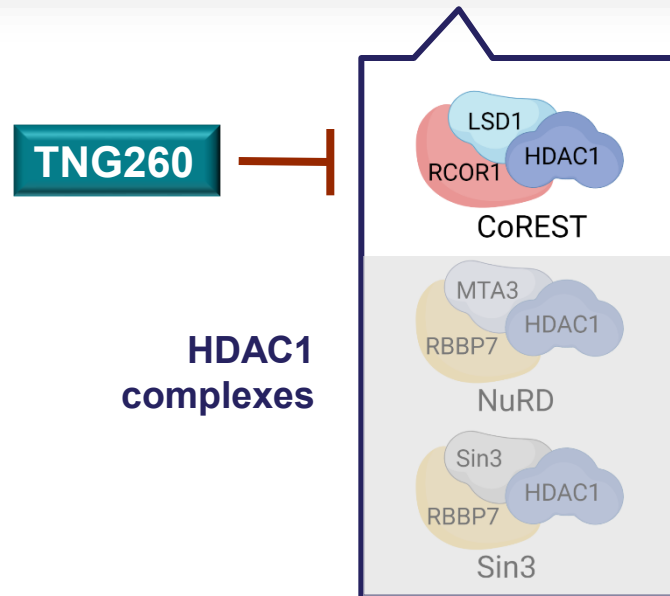 TNG260
LSD1
RCOR1
HDAC1
CoREST
HDAC1
complexes
MTA3
RBBP7
HDAC1
NuRD
Sin3
RBBP7
HDAC1
Sin3